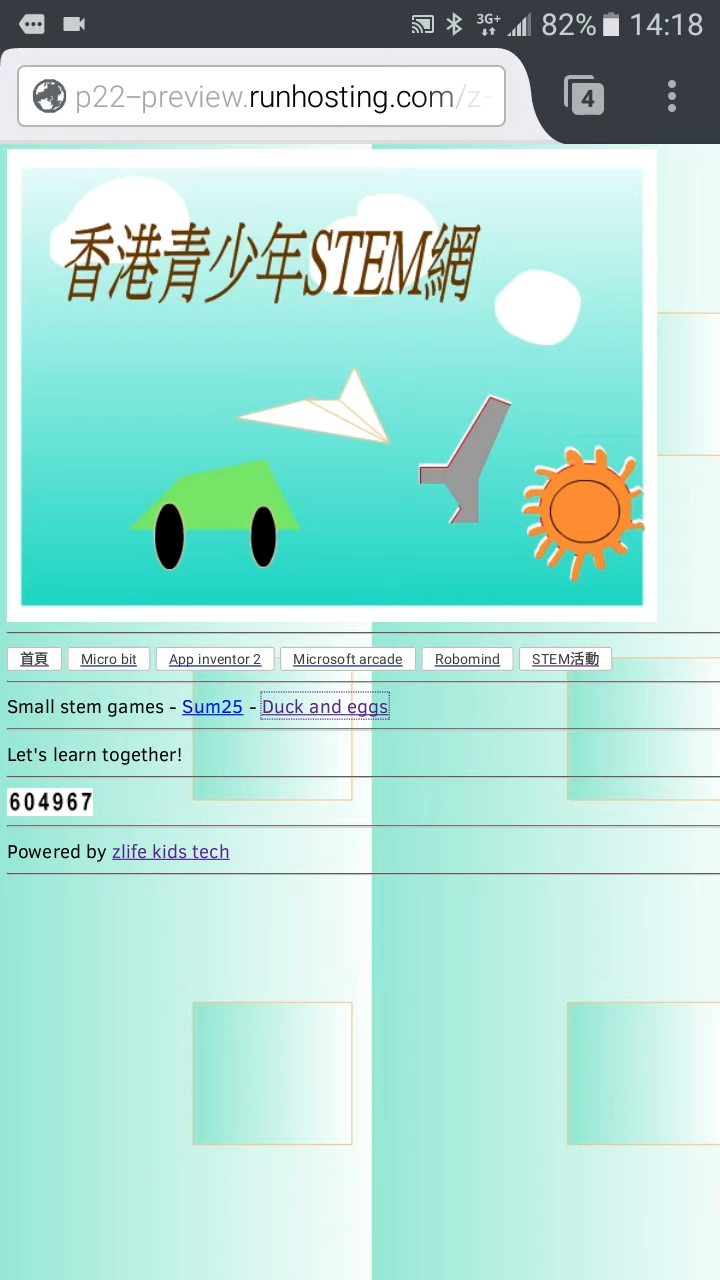 3G+ 82% 14:18
p22-preview.runhosting.com/z- 4
香港青少年STEM網
首頁 Micro bit App inventor 2 Microsoft arcade Robomind STEM活動
Small stem games - Sum25 - Duck and eggs
Let's learn together!
604967
Powered by zlife kids tech